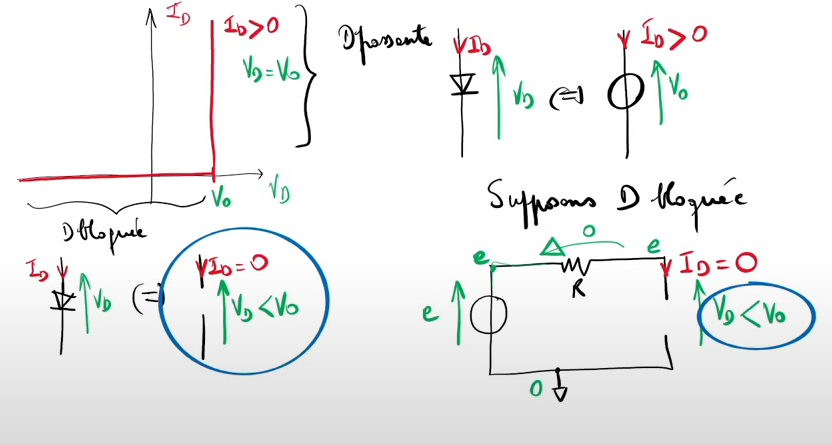 I_D
I_D>0
V_D=V_0
V_0
V_D
D bloquée
I_D
V_D
(=)
I_D=0
V_D<V_0
D passante
I_D
V_D
(=)
I_D>0
V_0
Supposons D bloquée
e
0
e
R
e
0
I_D=0
V_D<V_0